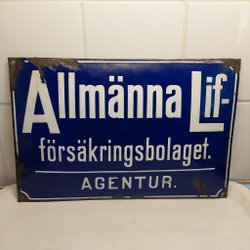 Allmänna Lif-
försäkringsbolaget.
AGENTUR.